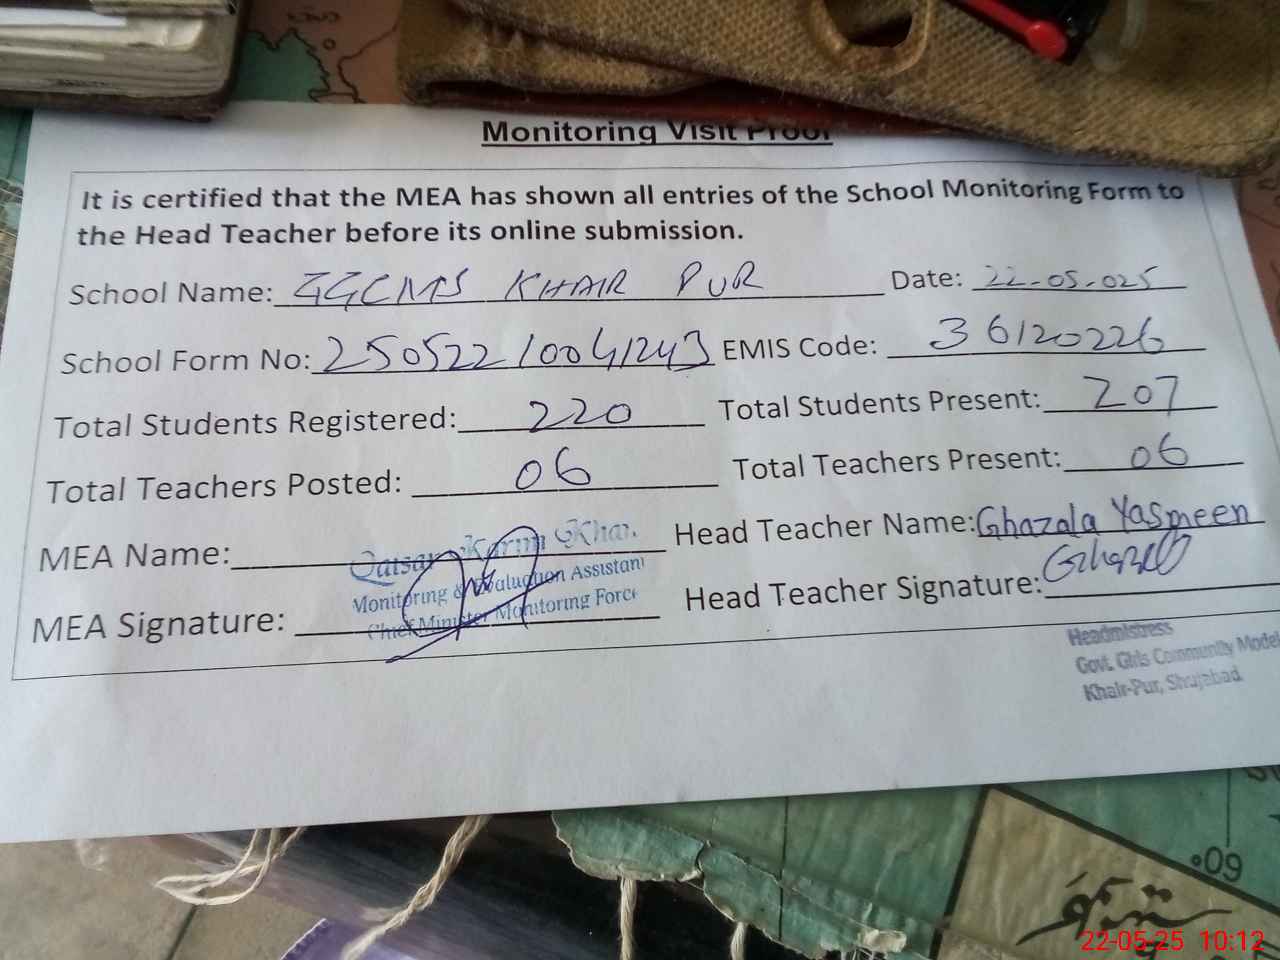 Monitoring Visit Proof
It is certified that the MEA has shown all entries of the School Monitoring Form to
the Head Teacher before its online submission.
School Name: GGCMS KHAIR PUR Date: 22-05-025
School Form No: 25052210041243 EMIS Code: 36120226
Total Students Registered: 220 Total Students Present: 207
Total Teachers Posted: 06 Total Teachers Present: 06
MEA Name: Khan Head Teacher Name: Ghazala Yasmeen
Monitoring & Evaluation Assistant
MEA Signature: Head Teacher Signature:
Chief Minister Monitoring Force
Headmistress
Govt. Girls Community Model
Khair-Pur, Shujabad
60°
22-05-25 10:12